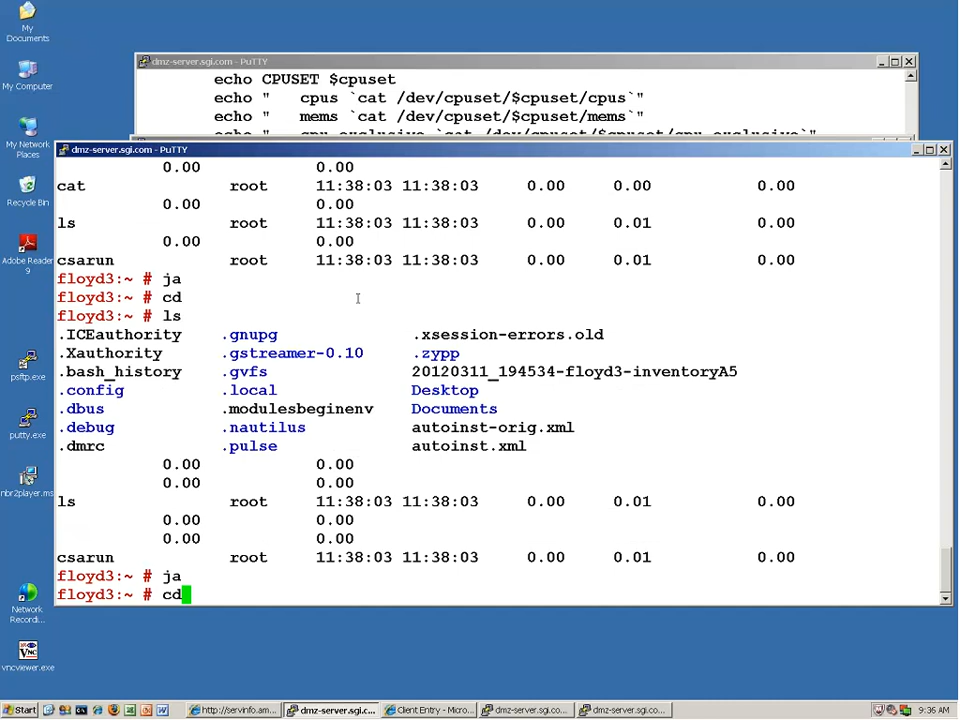 My
Documents
My Computer
My Network
Places
Recycle Bin
Adobe Reader
9
psftp.exe
putty.exe
nbr2player.ms
Network
Recordi...
vncviewer.exe
dmz-server.sgi.com - PuTTY
echo CPUSET $cpuset
echo "   cpus `cat /dev/cpuset/$cpuset/cpus`"
echo "   mems `cat /dev/cpuset/$cpuset/mems`"
echo "   cpu_exclusive `cat /dev/cpuset/$cpuset/cpu_exclusive`"
dmz-server.sgi.com - PuTTY
0.00 0.00
cat root 11:38:03 11:38:03 0.00 0.00 0.00
0.00 0.00
ls root 11:38:03 11:38:03 0.00 0.01 0.00
0.00 0.00
csarun root 11:38:03 11:38:03 0.00 0.01 0.00
floyd3:~ # ja
floyd3:~ # cd
floyd3:~ # ls
.ICEauthority .gnupg .xsession-errors.old
.Xauthority .gstreamer-0.10 .zypp
.bash_history .gvfs 20120311_194534-floyd3-inventoryA5
.config .local Desktop
.dbus .modulesbeginenv Documents
.debug .nautilus autoinst-orig.xml
.dmrc .pulse autoinst.xml
0.00 0.00
0.00 0.00
ls root 11:38:03 11:38:03 0.00 0.01 0.00
0.00 0.00
0.00 0.00
csarun root 11:38:03 11:38:03 0.00 0.01 0.00
floyd3:~ # ja
floyd3:~ # cd
Start http://servinfo.am... dmz-server.sgi.c... Client Entry - Micro... dmz-server.sgi.co... dmz-server.sgi.co... 9:36 AM